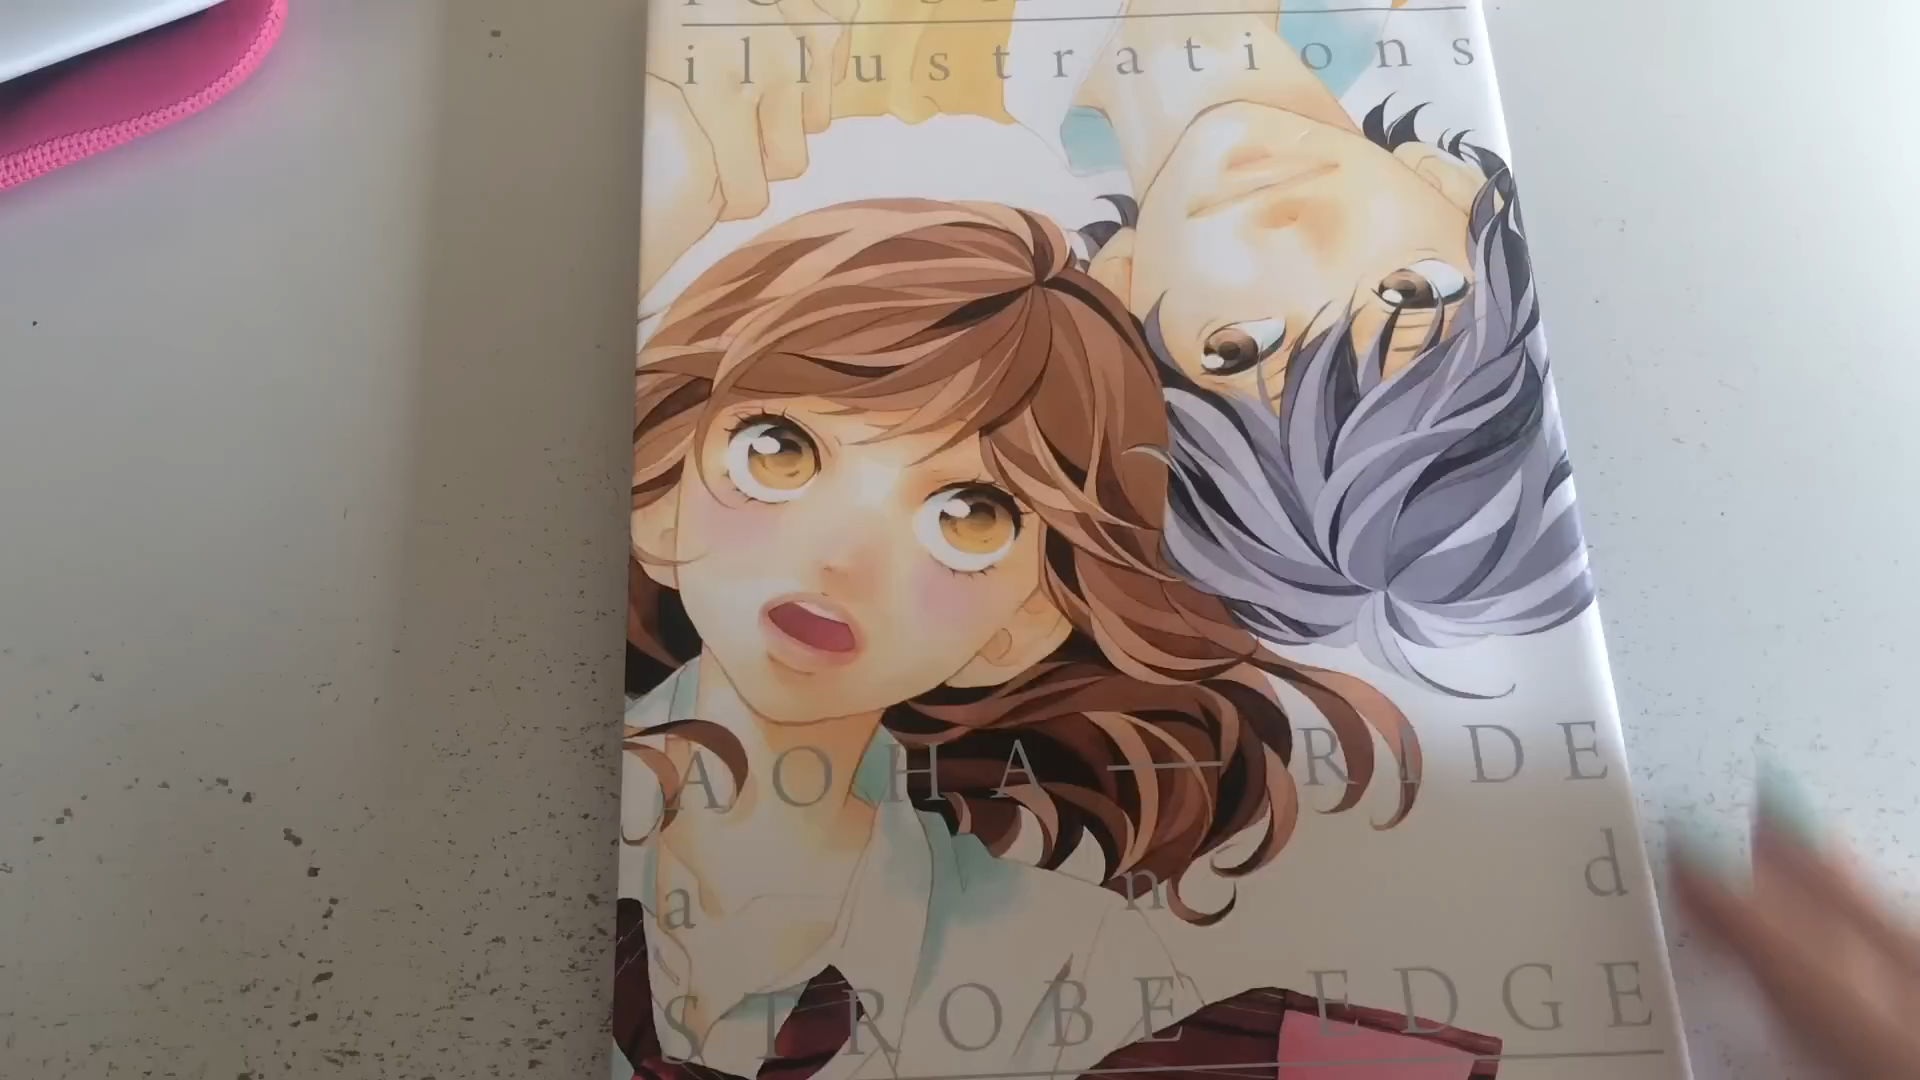 illustrations
AOHA — RIDE
and
STROBE EDGE